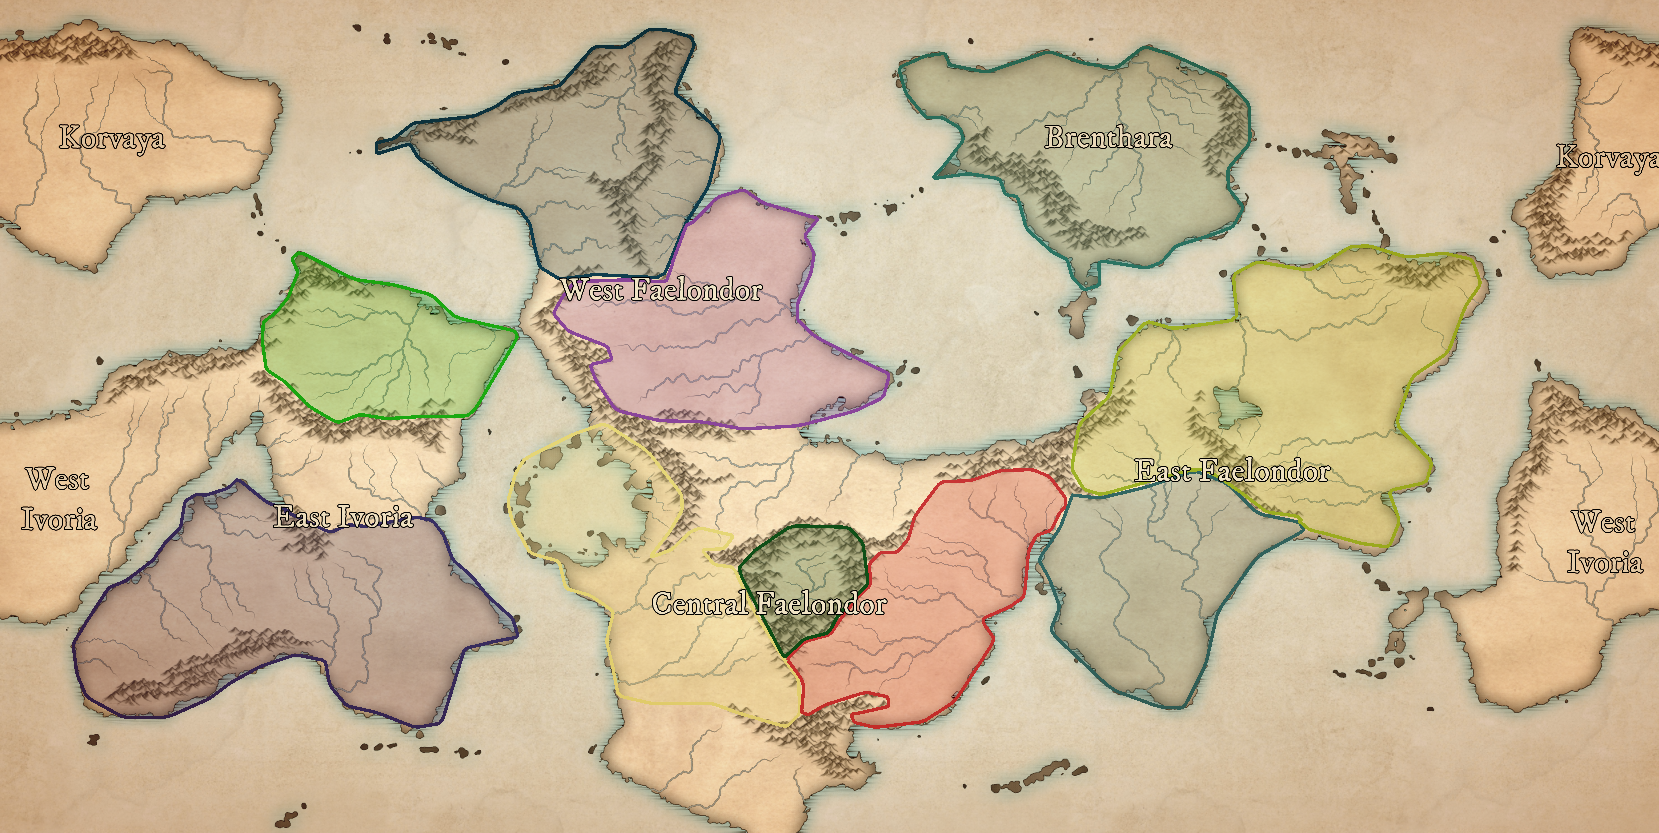 Korvaya
Brenthara
Korvaya
West Faelondor
East Faelondor
West
Ivoria
East Ivoria
West
Ivoria
Central Faelondor